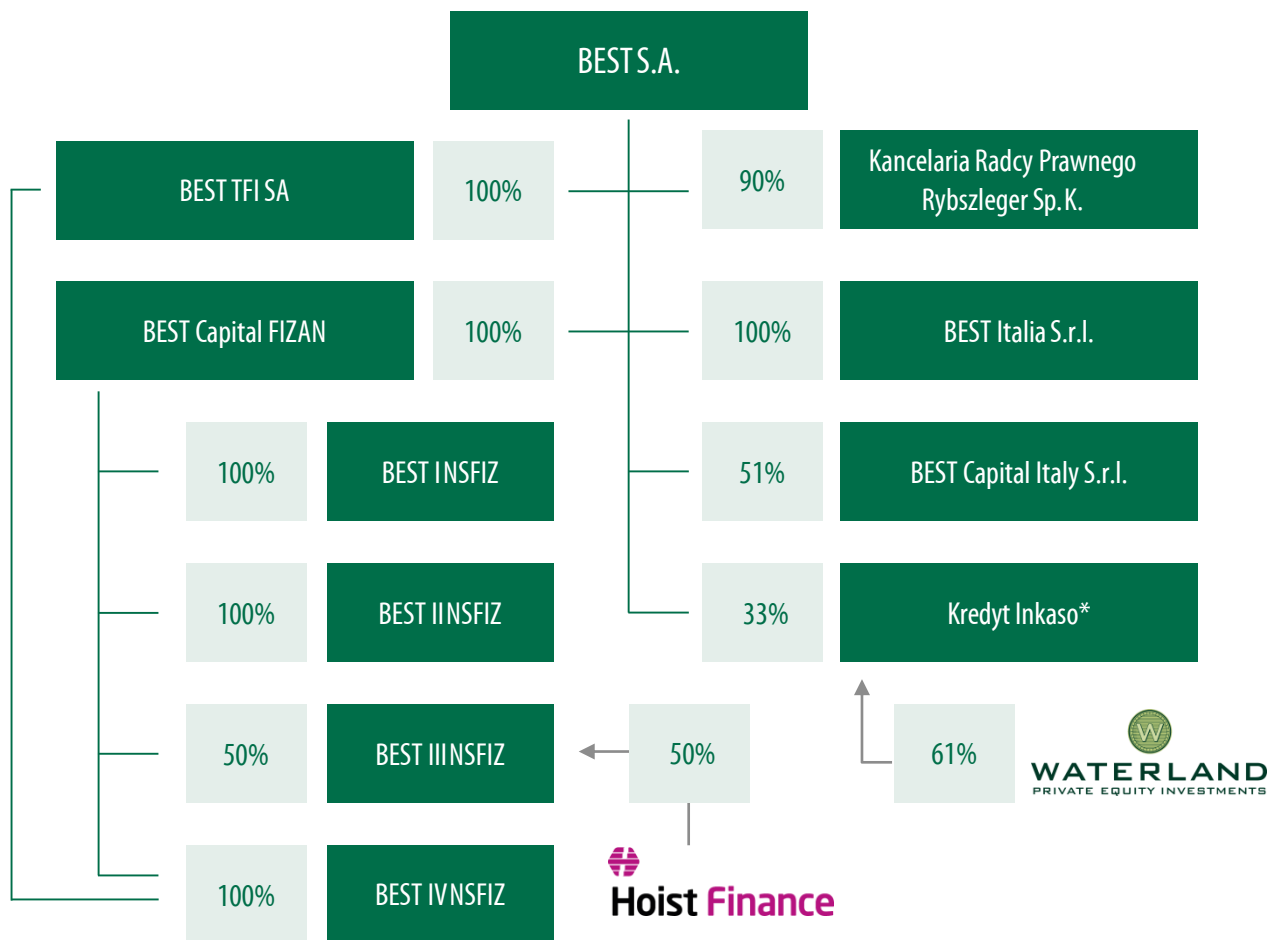 BEST S.A.
BEST TFI SA
100%
90%
Kancelaria Radcy Prawnego
Rybszleger Sp. K.
BEST Capital FIZAN
100%
100%
BEST Italia S.r.l.
100%
BEST I NSFIZ
51%
BEST Capital Italy S.r.l.
100%
BEST II NSFIZ
33%
Kredyt Inkaso*
50%
BEST III NSFIZ
50%
61%
W
WATERLAND
PRIVATE EQUITY INVESTMENTS
100%
BEST IV NSFIZ
Hoist Finance